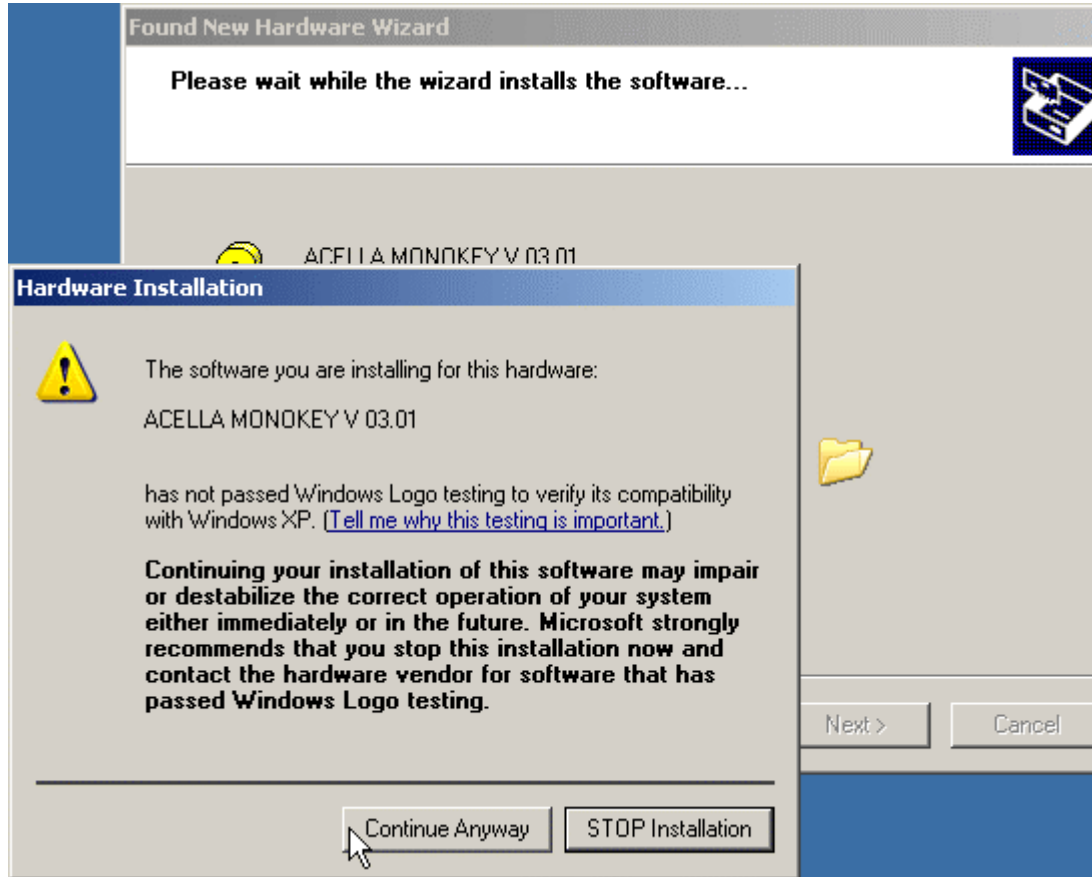 Found New Hardware Wizard
Please wait while the wizard installs the software...
ACELLA MONOKEY V 03.01
Hardware Installation
The software you are installing for this hardware:
ACELLA MONOKEY V 03.01
has not passed Windows Logo testing to verify its compatibility
with Windows XP. (Tell me why this testing is important.)
Continuing your installation of this software may impair
or destabilize the correct operation of your system
either immediately or in the future. Microsoft strongly
recommends that you stop this installation now and
contact the hardware vendor for software that has
passed Windows Logo testing.
Next >
Cancel
Continue Anyway
STOP Installation